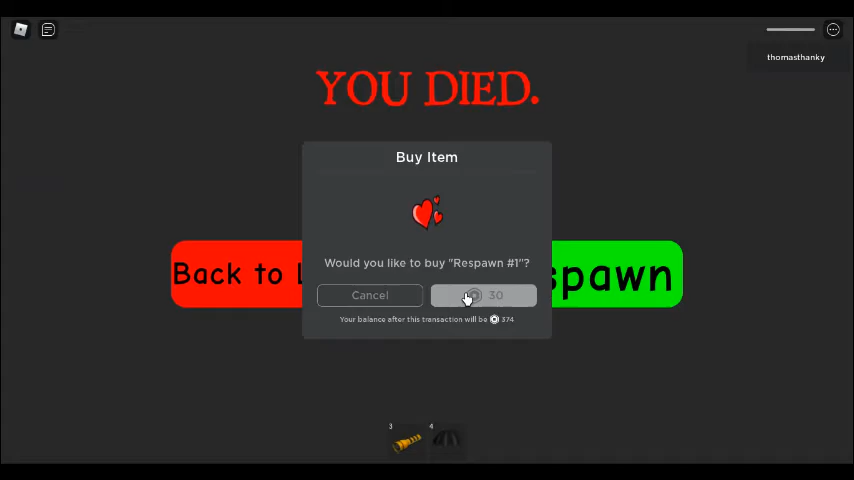 thomasthanky
YOU DIED.
Buy Item
Would you like to buy "Respawn #1"?
Back to
spawn
Cancel
30
Your balance after this transaction will be 374
3
4